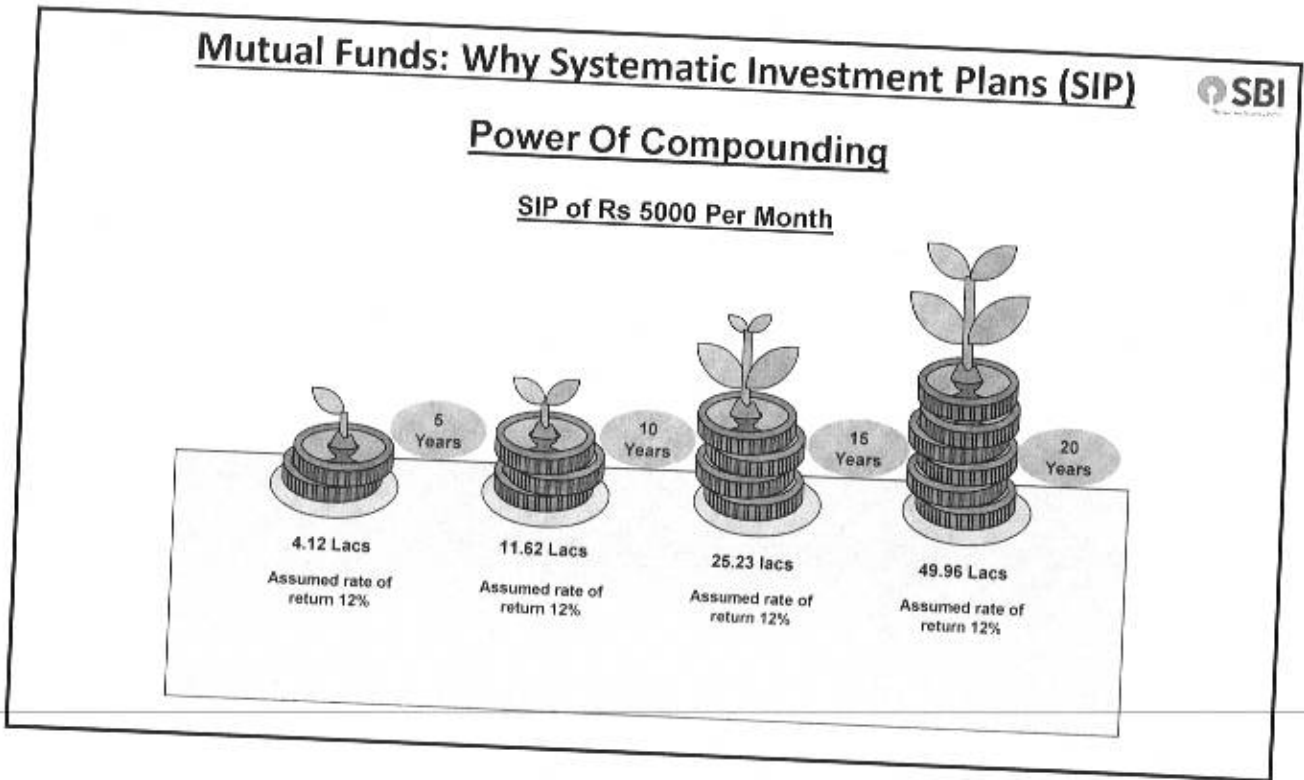 Mutual Funds: Why Systematic Investment Plans (SIP)
SBI
Power Of Compounding
SIP of Rs 5000 Per Month
5
Years
10
Years
15
Years
20
Years
4.12 Lacs
Assumed rate of
return 12%
11.62 Lacs
Assumed rate of
return 12%
25.23 lacs
Assumed rate of
return 12%
49.96 Lacs
Assumed rate of
return 12%